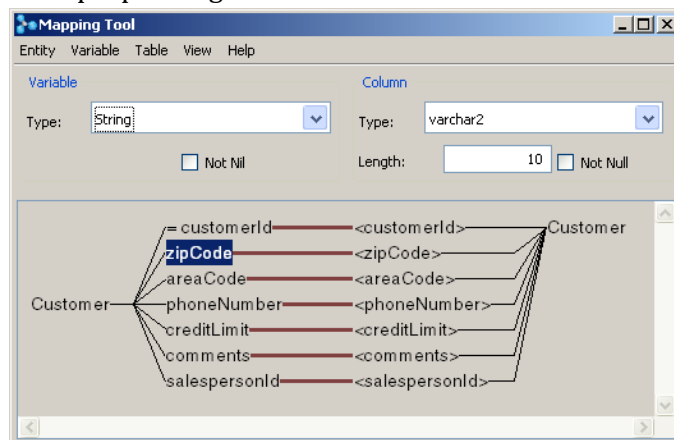 Mapping Tool
Entity Variable Table View Help
Variable Column
Type: String Type: varchar2
Not Nil Length: 10 Not Null
= customerId <customerId> Customer
zipCode <zipCode>
areaCode <areaCode>
Customer phoneNumber <phoneNumber>
creditLimit <creditLimit>
comments <comments>
salespersonId <salespersonId>